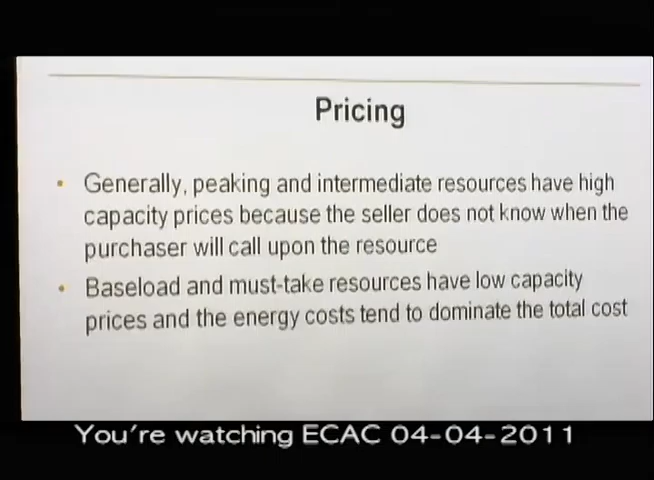 Pricing
• Generally, peaking and intermediate resources have high
capacity prices because the seller does not know when the
purchaser will call upon the resource
• Baseload and must-take resources have low capacity
prices and the energy costs tend to dominate the total cost
You're watching ECAC 04-04-2011